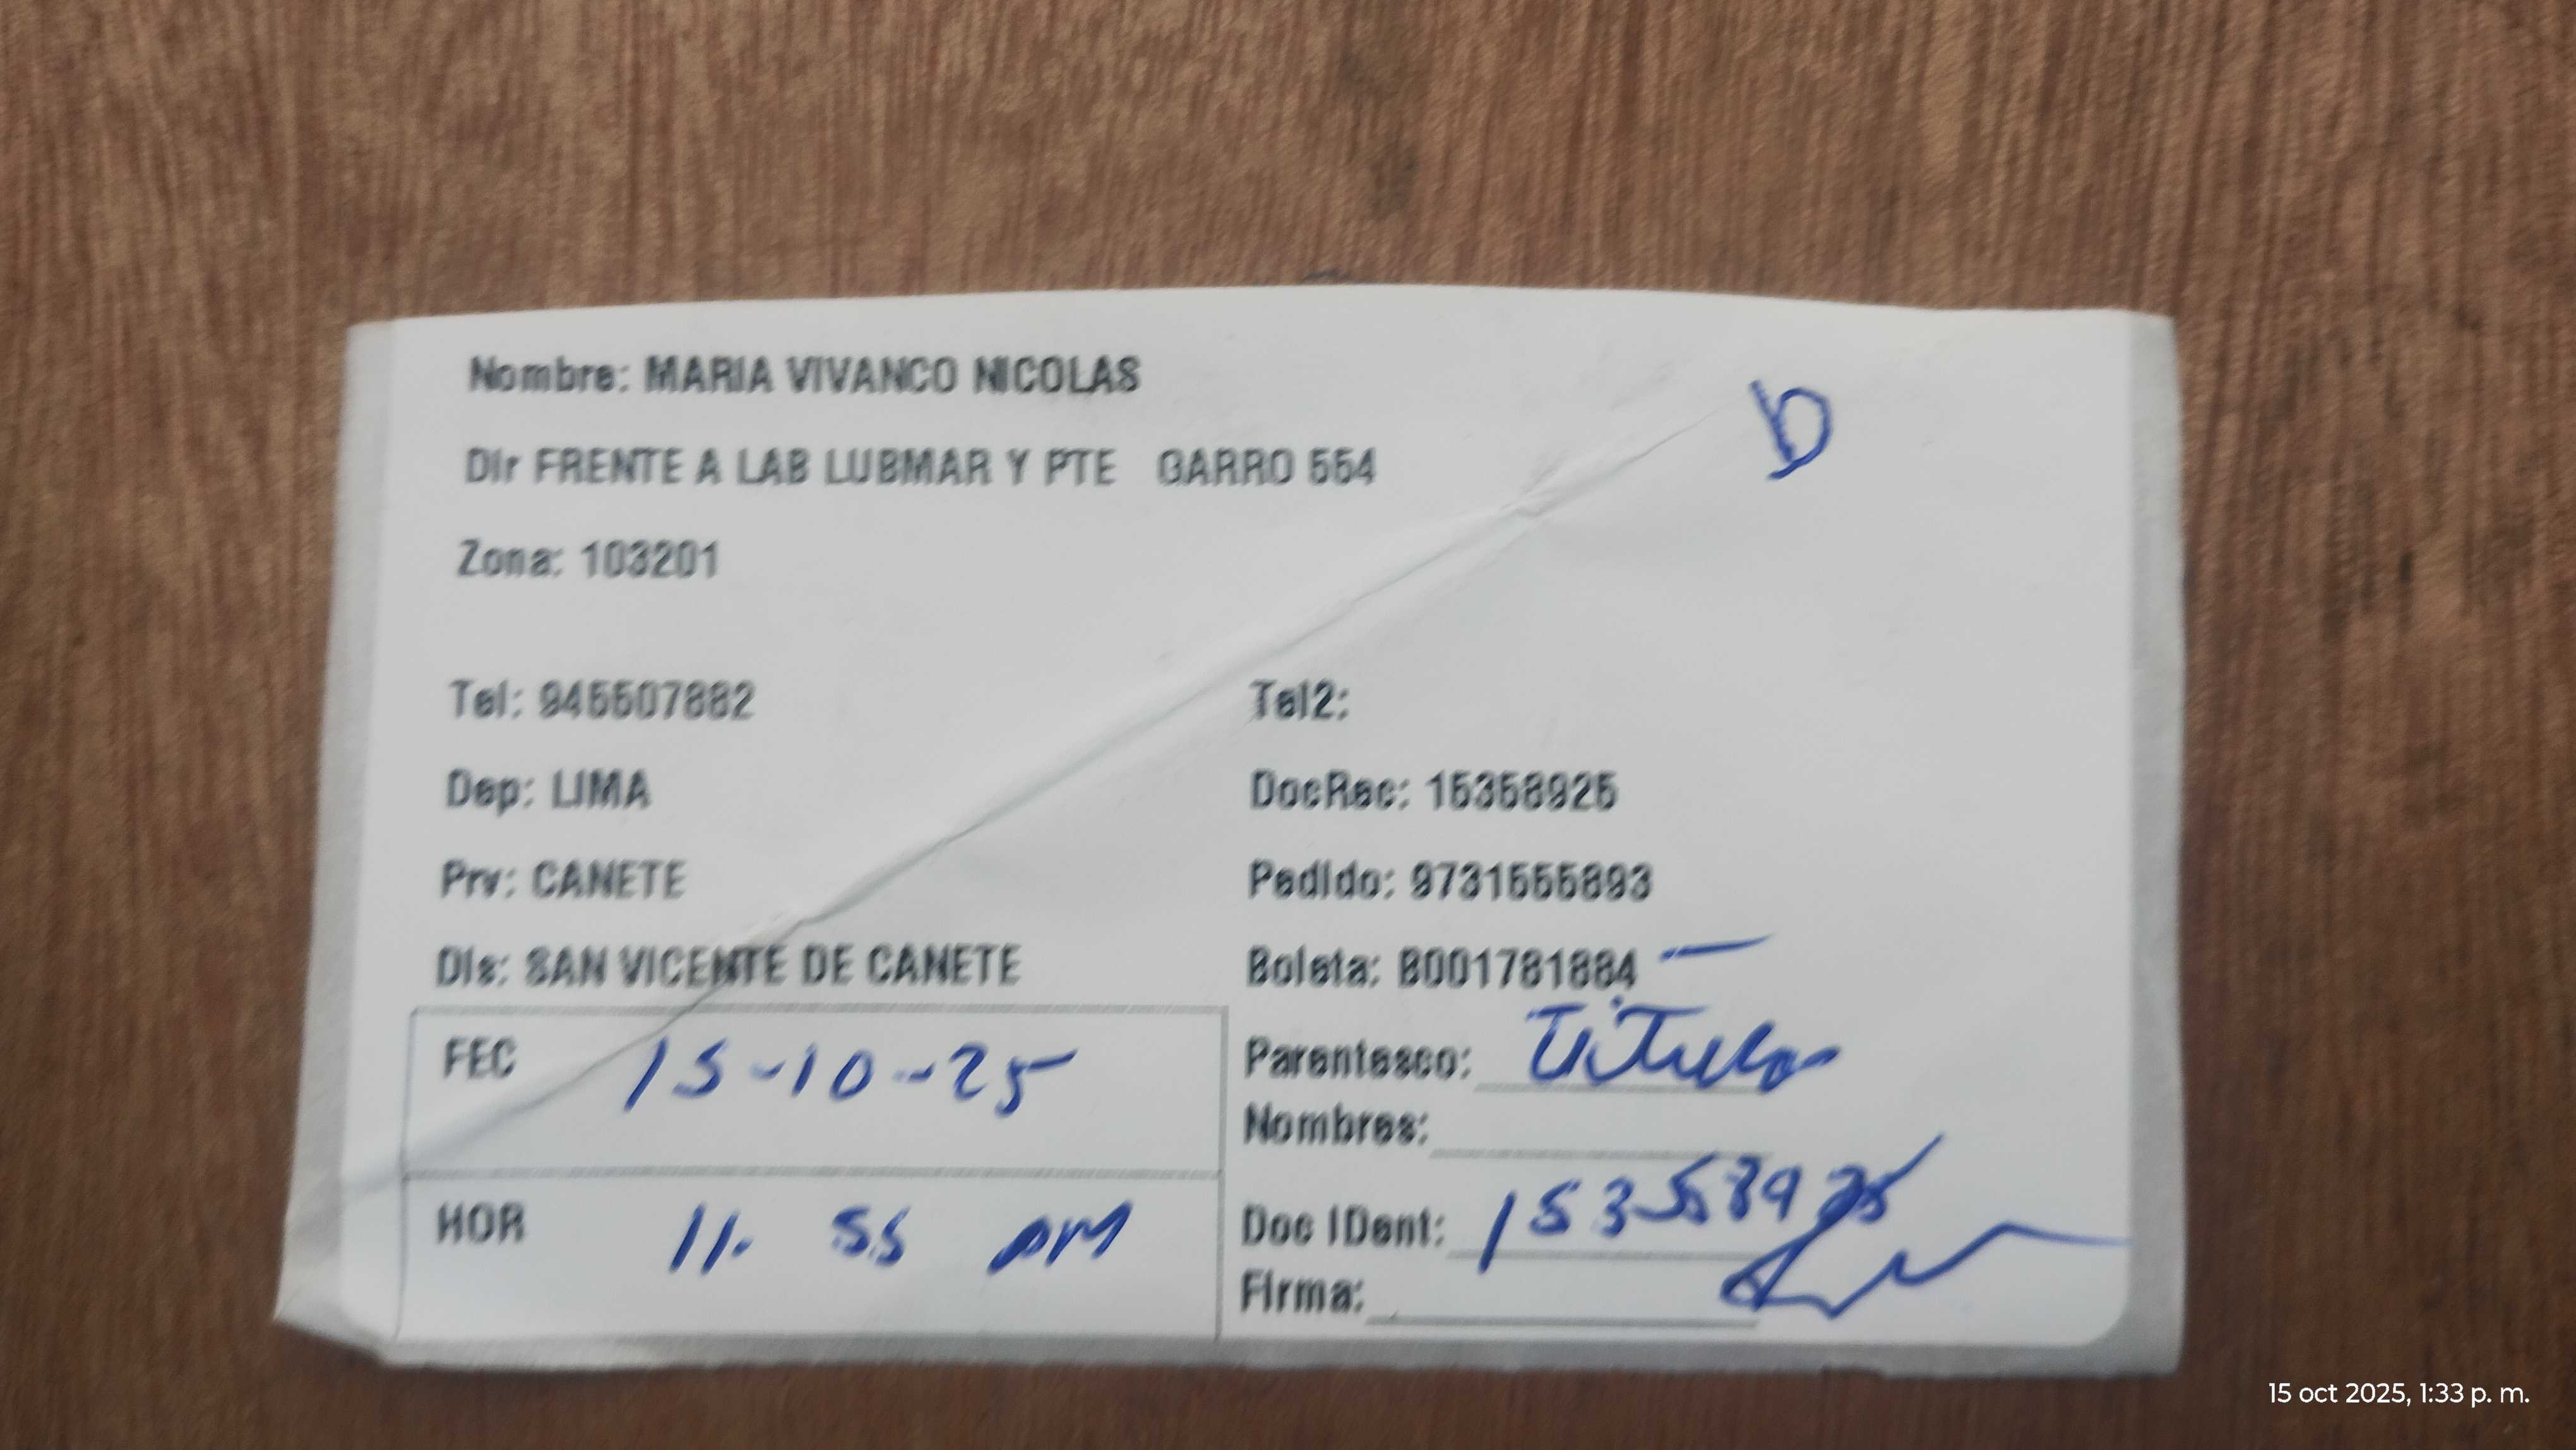 Nombre: MARIA VIVANCO NICOLAS
b
Dir FRENTE A LAB LUBMAR Y PTE GARRO 554
Zona: 103201
Tel: 945507882 Tel2:
Dep: LIMA DocRec: 15358925
Prv: CANETE Pedido: 9731555893
Dis: SAN VICENTE DE CANETE Boleta: B001781884
FEC 15-10-25 Parentesco: Titular
Nombres:
HOR 11. 55 AM Doc IDent: 15358925
Firma:
15 oct 2025, 1:33 p. m.